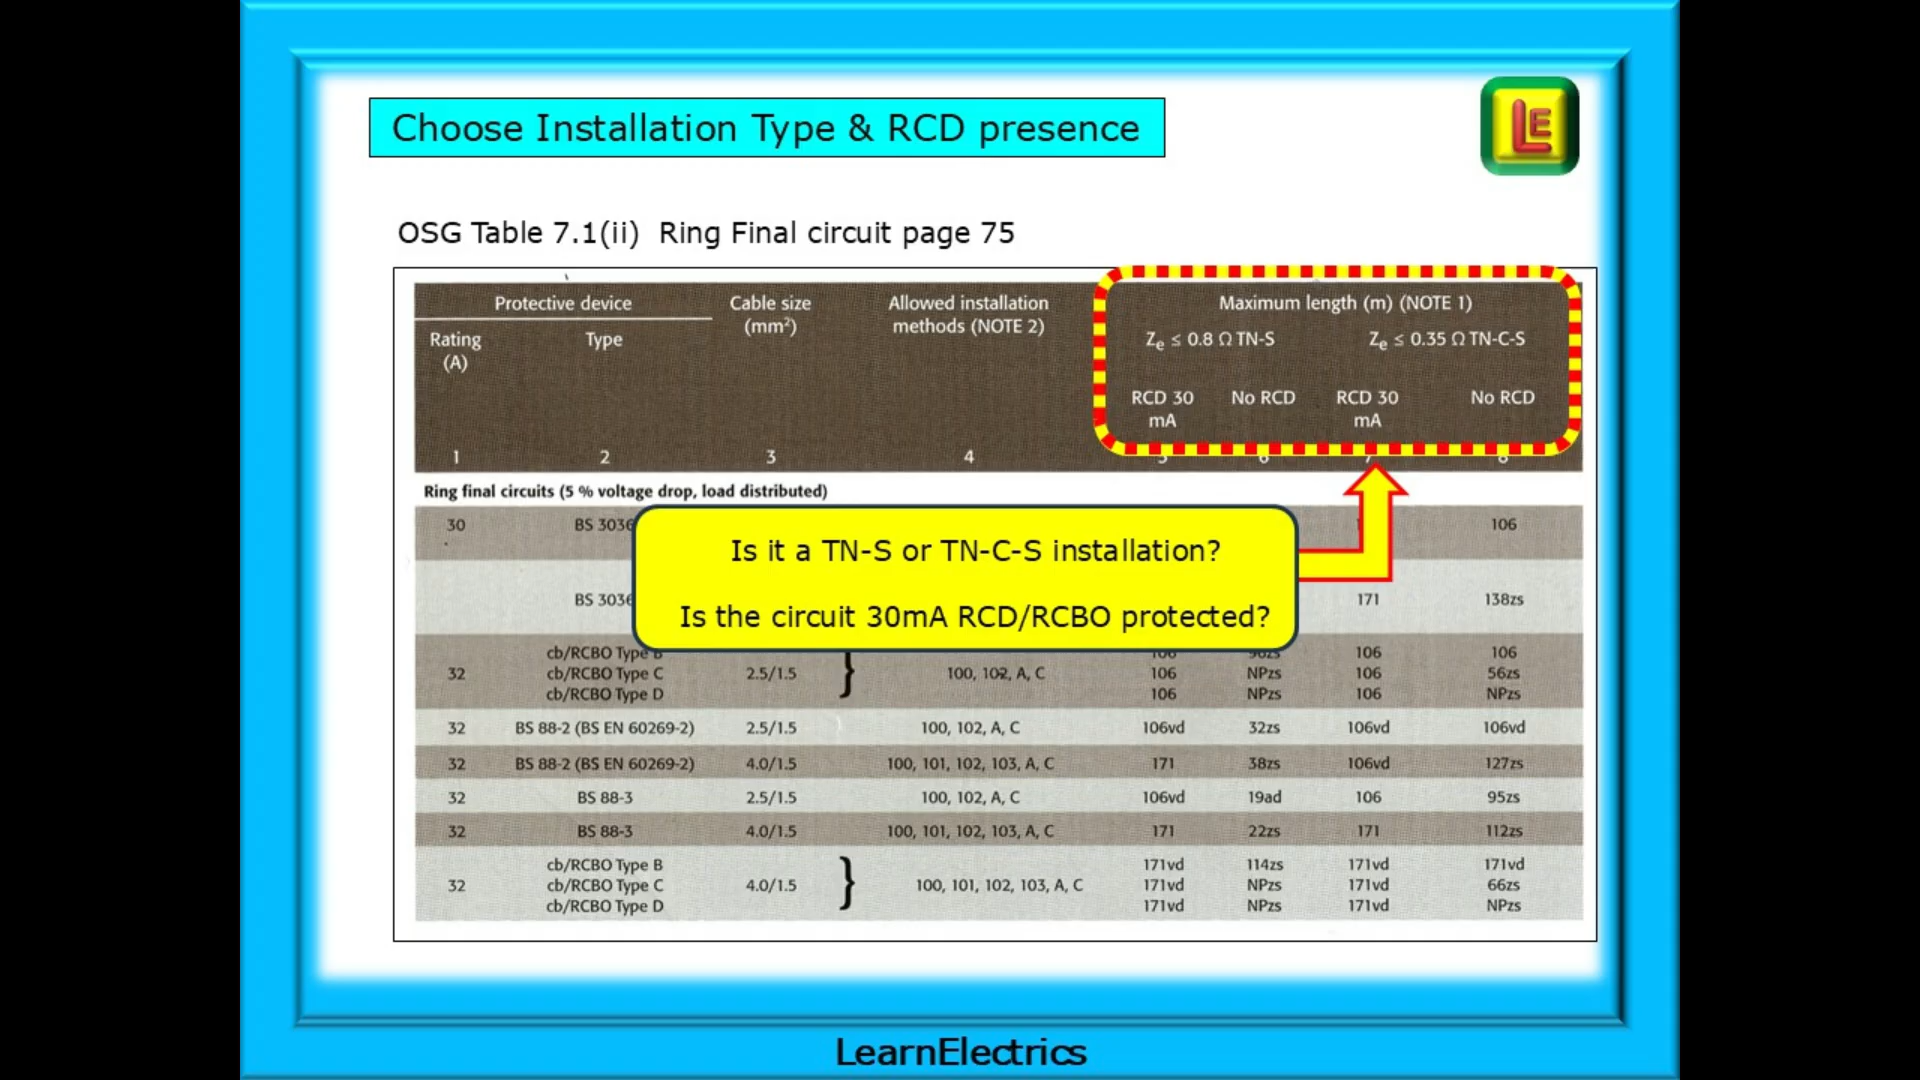 Choose Installation Type & RCD presence
LE
OSG Table 7.1(ii) Ring Final circuit page 75
Protective device Cable size Allowed installation Maximum length (m) (NOTE 1)
(mm²) methods (NOTE 2)
Rating Type Ze ≤ 0.8 Ω TN-S Ze ≤ 0.35 Ω TN-C-S
(A)
RCD 30 No RCD RCD 30 No RCD
mA mA
1 2 3 4
Ring final circuits (5 % voltage drop, load distributed)
30 BS 3036 106
Is it a TN-S or TN-C-S installation?
BS 3036 171 138zs
Is the circuit 30mA RCD/RCBO protected?
cb/RCBO Type B 106 106 106
32 cb/RCBO Type C 2.5/1.5 100, 102, A, C 106 NPzs 106 56zs
cb/RCBO Type D 106 NPzs 106 NPzs
32 BS 88-2 (BS EN 60269-2) 2.5/1.5 100, 102, A, C 106vd 32zs 106vd 106vd
32 BS 88-2 (BS EN 60269-2) 4.0/1.5 100, 101, 102, 103, A, C 171 38zs 106vd 127zs
32 BS 88-3 2.5/1.5 100, 102, A, C 106vd 19ad 106 95zs
32 BS 88-3 4.0/1.5 100, 101, 102, 103, A, C 171 22zs 171 112zs
cb/RCBO Type B 171vd 114zs 171vd 171vd
32 cb/RCBO Type C 4.0/1.5 100, 101, 102, 103, A, C 171vd NPzs 171vd 66zs
cb/RCBO Type D 171vd NPzs 171vd NPzs
LearnElectrics